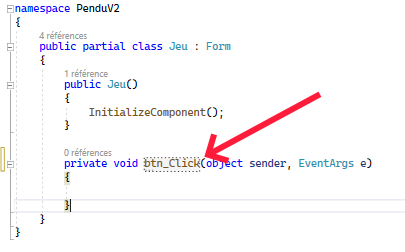 namespace PenduV2
{
4 références
public partial class Jeu : Form
{
1 référence
public Jeu()
{
InitializeComponent();
}
0 références
private void btn_Click(object sender, EventArgs e)
{
}
}
}